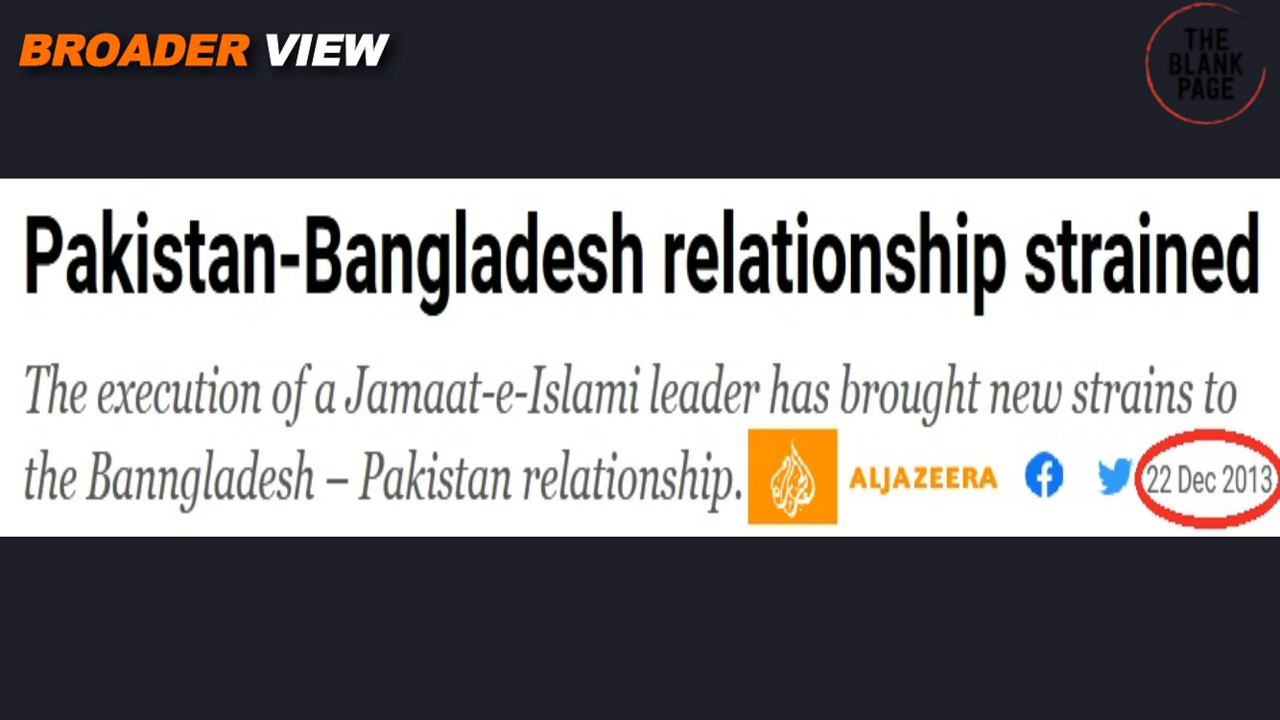 BROADER VIEW
THE
BLANK
PAGE
Pakistan-Bangladesh relationship strained
The execution of a Jamaat-e-Islami leader has brought new strains to
the Banngladesh – Pakistan relationship.
ALJAZEERA
22 Dec 2013